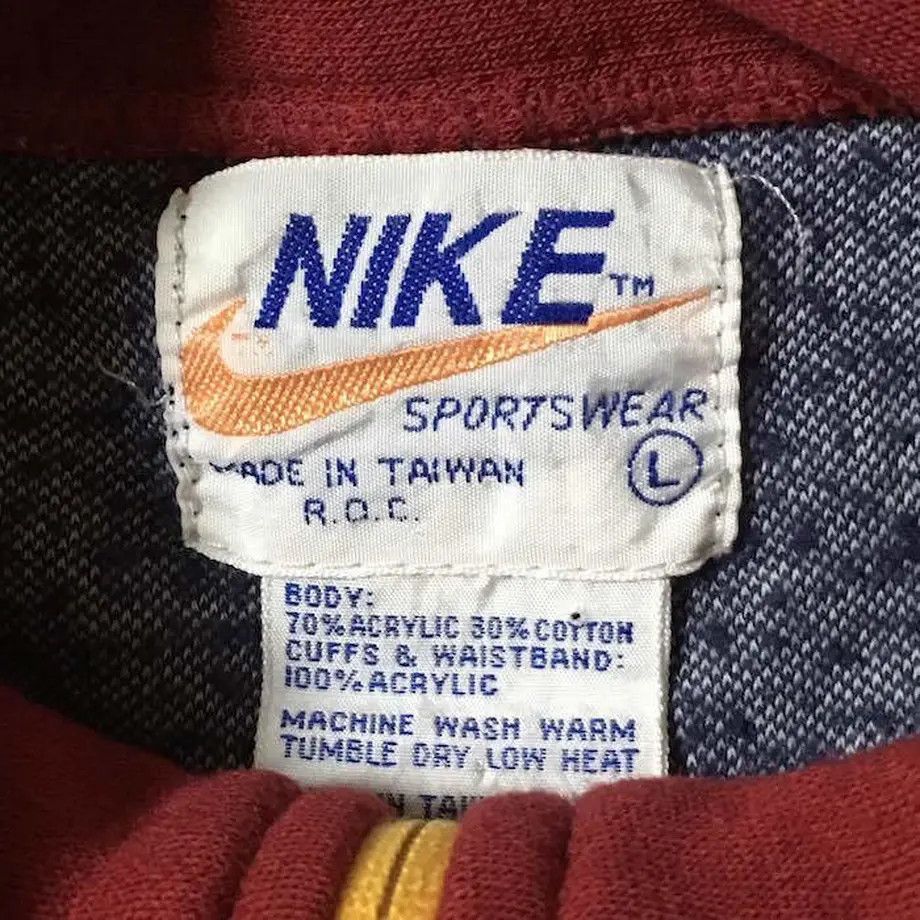 NIKE™
SPORTSWEAR
MADE IN TAIWAN
R.O.C.
L
BODY:
70% ACRYLIC 30% COTTON
CUFFS & WAISTBAND:
100% ACRYLIC
MACHINE WASH WARM
TUMBLE DRY LOW HEAT